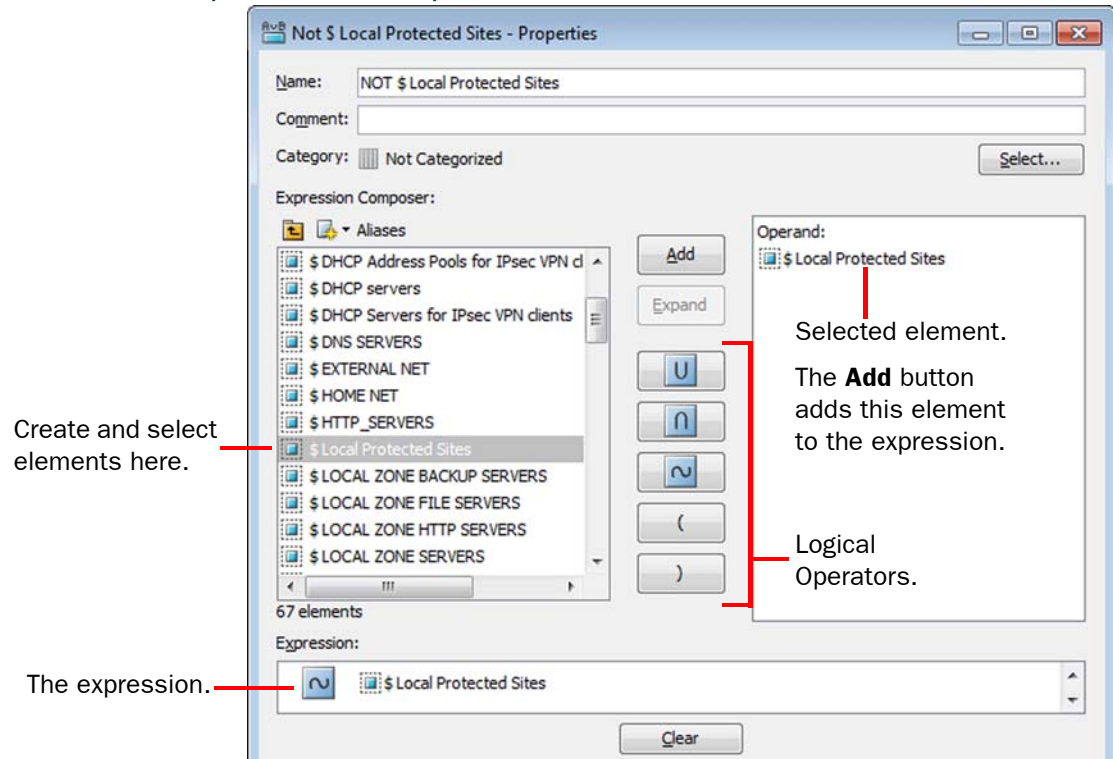 Not $ Local Protected Sites - Properties
Name: NOT $ Local Protected Sites
Comment:
Category: Not Categorized
Select...
Expression Composer:
Aliases
$ DHCP Address Pools for IPsec VPN cl
$ DHCP servers
$ DHCP Servers for IPsec VPN clients
$ DNS SERVERS
$ EXTERNAL NET
$ HOME NET
$ HTTP_SERVERS
$ Local Protected Sites
$ LOCAL ZONE BACKUP SERVERS
$ LOCAL ZONE FILE SERVERS
$ LOCAL ZONE HTTP SERVERS
$ LOCAL ZONE SERVERS
67 elements
Add
Expand
∪
∩
~
(
)
Operand:
$ Local Protected Sites
Selected element.
The Add button
adds this element
to the expression.
Logical
Operators.
Create and select
elements here.
Expression:
The expression.
~ $ Local Protected Sites
Clear